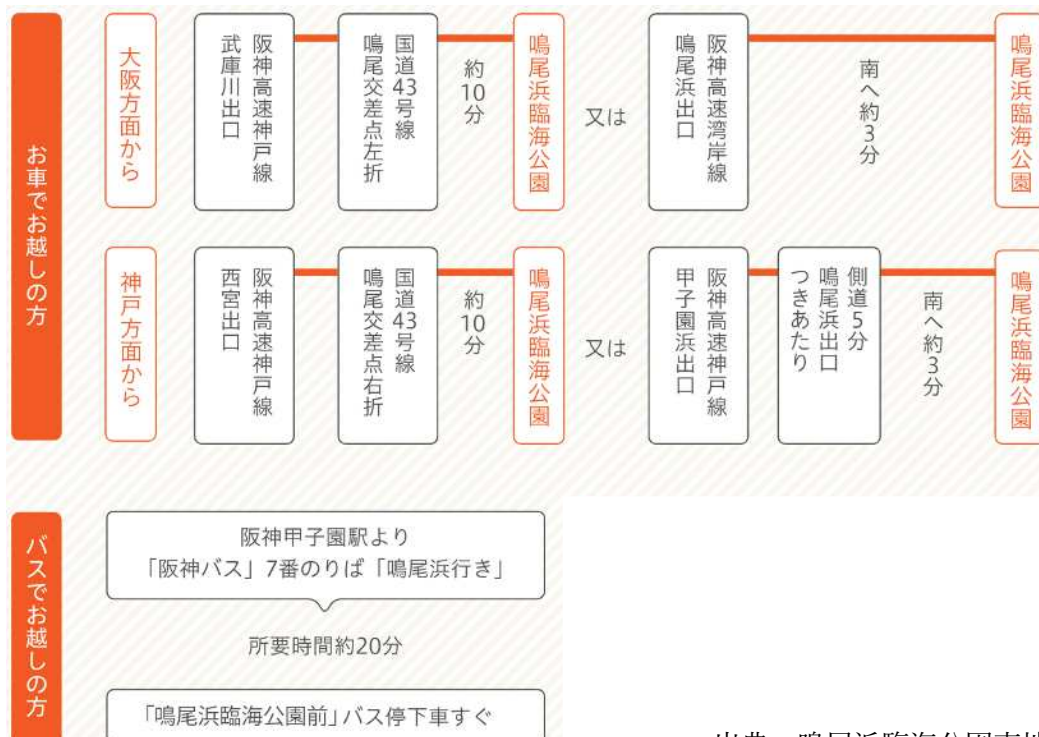 お車でお越しの方
大阪方面から
阪神高速神戸線
武庫川出口
国道43号線
鳴尾交差点左折
約10分
鳴尾浜臨海公園
又は
阪神高速湾岸線
鳴尾浜出口
南へ約3分
鳴尾浜臨海公園
神戸方面から
阪神高速神戸線
西宮出口
国道43号線
鳴尾交差点右折
約10分
鳴尾浜臨海公園
又は
阪神高速神戸線
甲子園浜出口
側道5分
鳴尾浜出口
つきあたり
南へ約3分
鳴尾浜臨海公園
バスでお越しの方
阪神甲子園駅より
「阪神バス」7番のりば「鳴尾浜行き」
所要時間約20分
「鳴尾浜臨海公園前」バス停下車すぐ